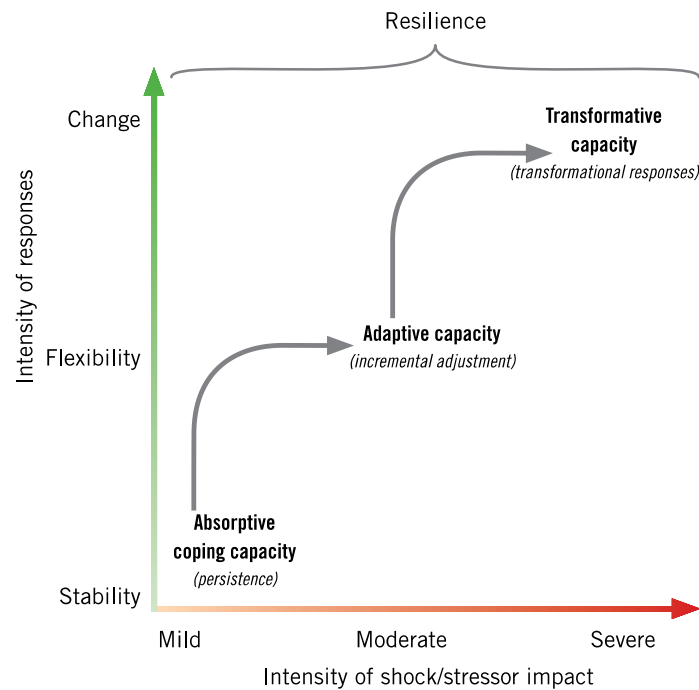 Resilience
Change
Transformative
capacity
(transformational responses)
Intensity of responses
Flexibility
Adaptive capacity
(incremental adjustment)
Absorptive
coping capacity
(persistence)
Stability
Mild
Moderate
Severe
Intensity of shock/stressor impact